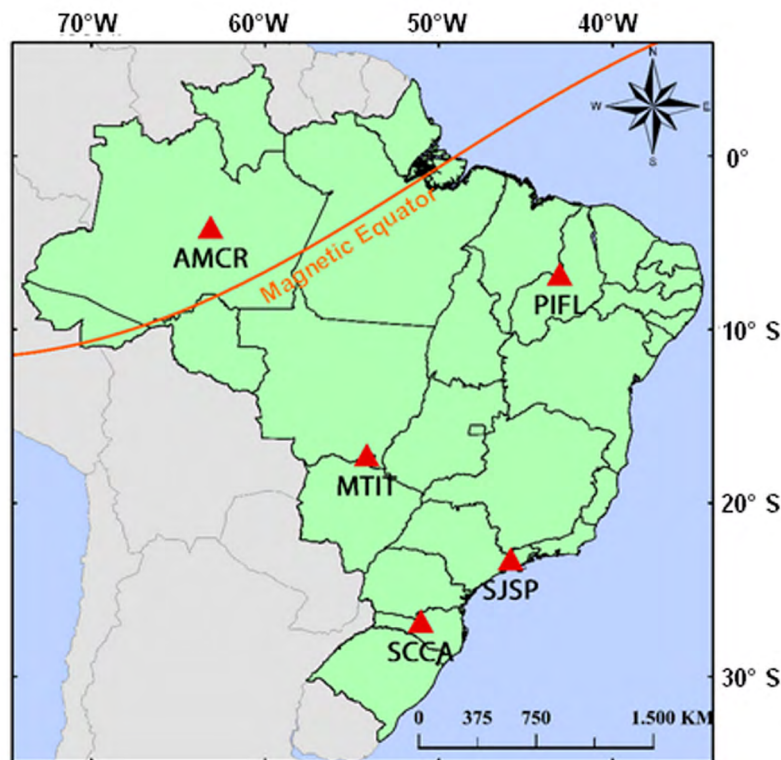 70°W 60°W 50°W 40°W
N
W E
S
0°
AMCR
Magnetic Equator
PIFL
10° S
MTIT
20° S
SJSP
SCCA
30° S
0 375 750 1.500 KM